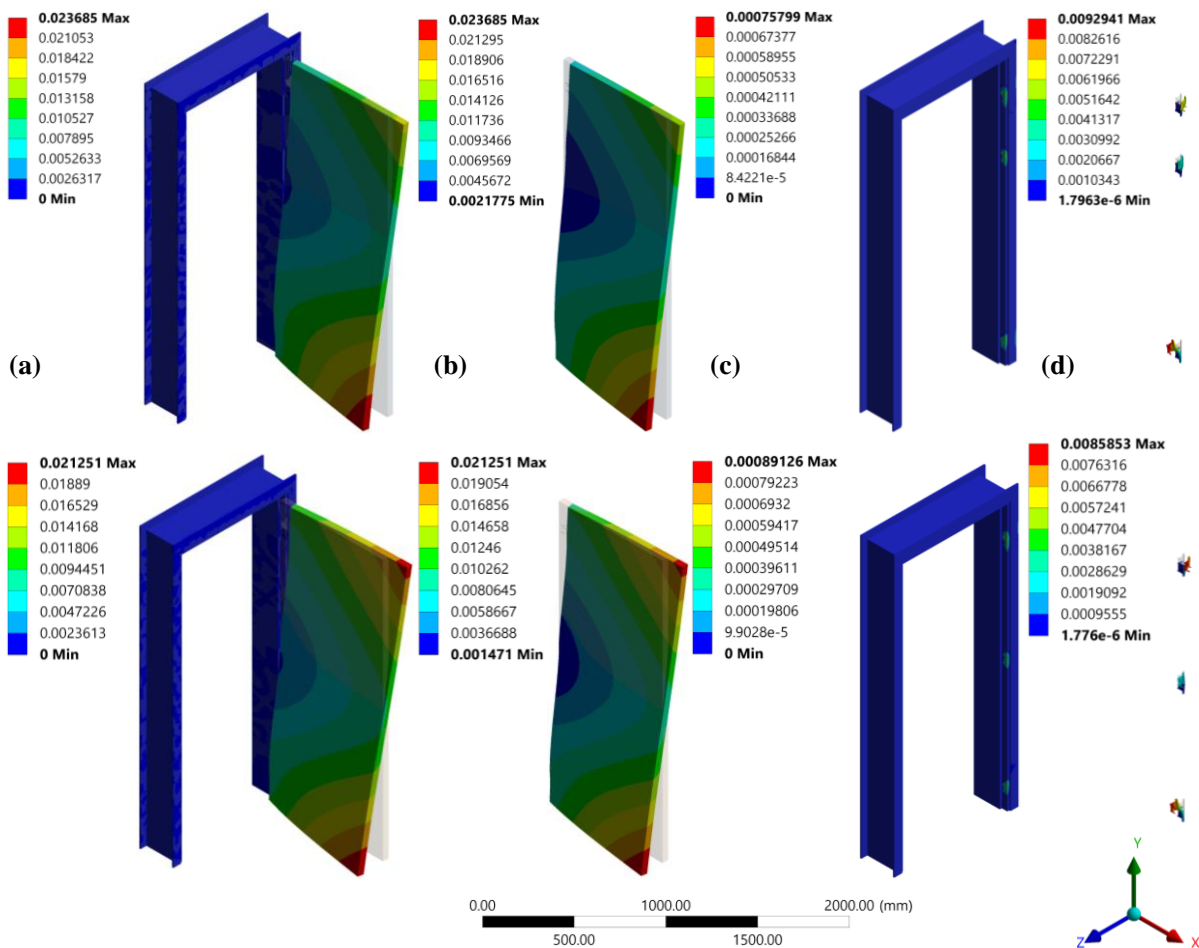 0.023685 Max
0.021053
0.018422
0.01579
0.013158
0.010527
0.007895
0.0052633
0.0026317
0 Min
(a)
0.023685 Max
0.021295
0.018906
0.016516
0.014126
0.011736
0.0093466
0.0069569
0.0045672
0.0021775 Min
(b)
0.00075799 Max
0.00067377
0.00058955
0.00050533
0.00042111
0.00033688
0.00025266
0.00016844
8.4221e-5
0 Min
(c)
0.0092941 Max
0.0082616
0.0072291
0.0061966
0.0051642
0.0041317
0.0030992
0.0020667
0.0010343
1.7963e-6 Min
(d)
0.021251 Max
0.01889
0.016529
0.014168
0.011806
0.0094451
0.0070838
0.0047226
0.0023613
0 Min
0.021251 Max
0.019054
0.016856
0.014658
0.01246
0.010262
0.0080645
0.0058667
0.0036688
0.001471 Min
0.00089126 Max
0.00079223
0.0006932
0.00059417
0.00049514
0.00039611
0.00029709
0.00019806
9.9028e-5
0 Min
0.0085853 Max
0.0076316
0.0066778
0.0057241
0.0047704
0.0038167
0.0028629
0.0019092
0.0009555
1.776e-6 Min
0.00 1000.00 2000.00 (mm)
500.00 1500.00
Y
Z X